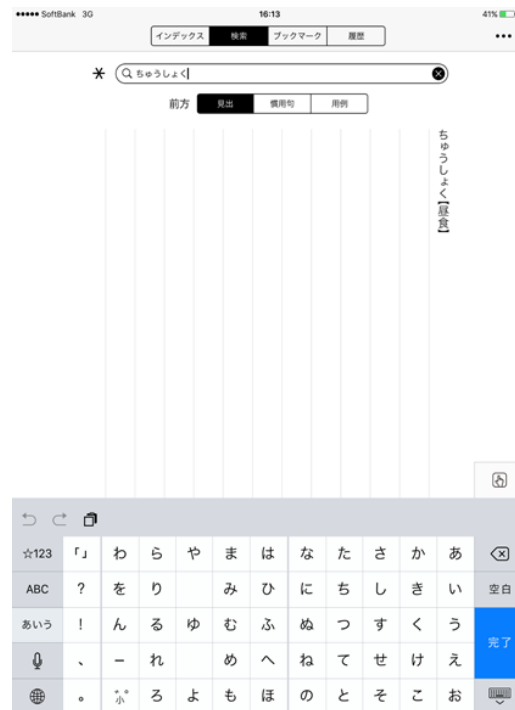 ●●●●● SoftBank 3G 16:13 41%
インデックス 検索 ブックマーク 履歴
ちゅうしょく
前方 見出 慣用句 用例
ちゅうしょく【昼食】
☆123 「」 わ ら や ま は な た さ か あ
ABC ? を り み ひ に ち し き い 空白
あいう ! ん る ゆ む ふ ぬ つ す く う 完了
、 ー れ め へ ね て せ け え
。 小 ろ よ も ほ の と そ こ お